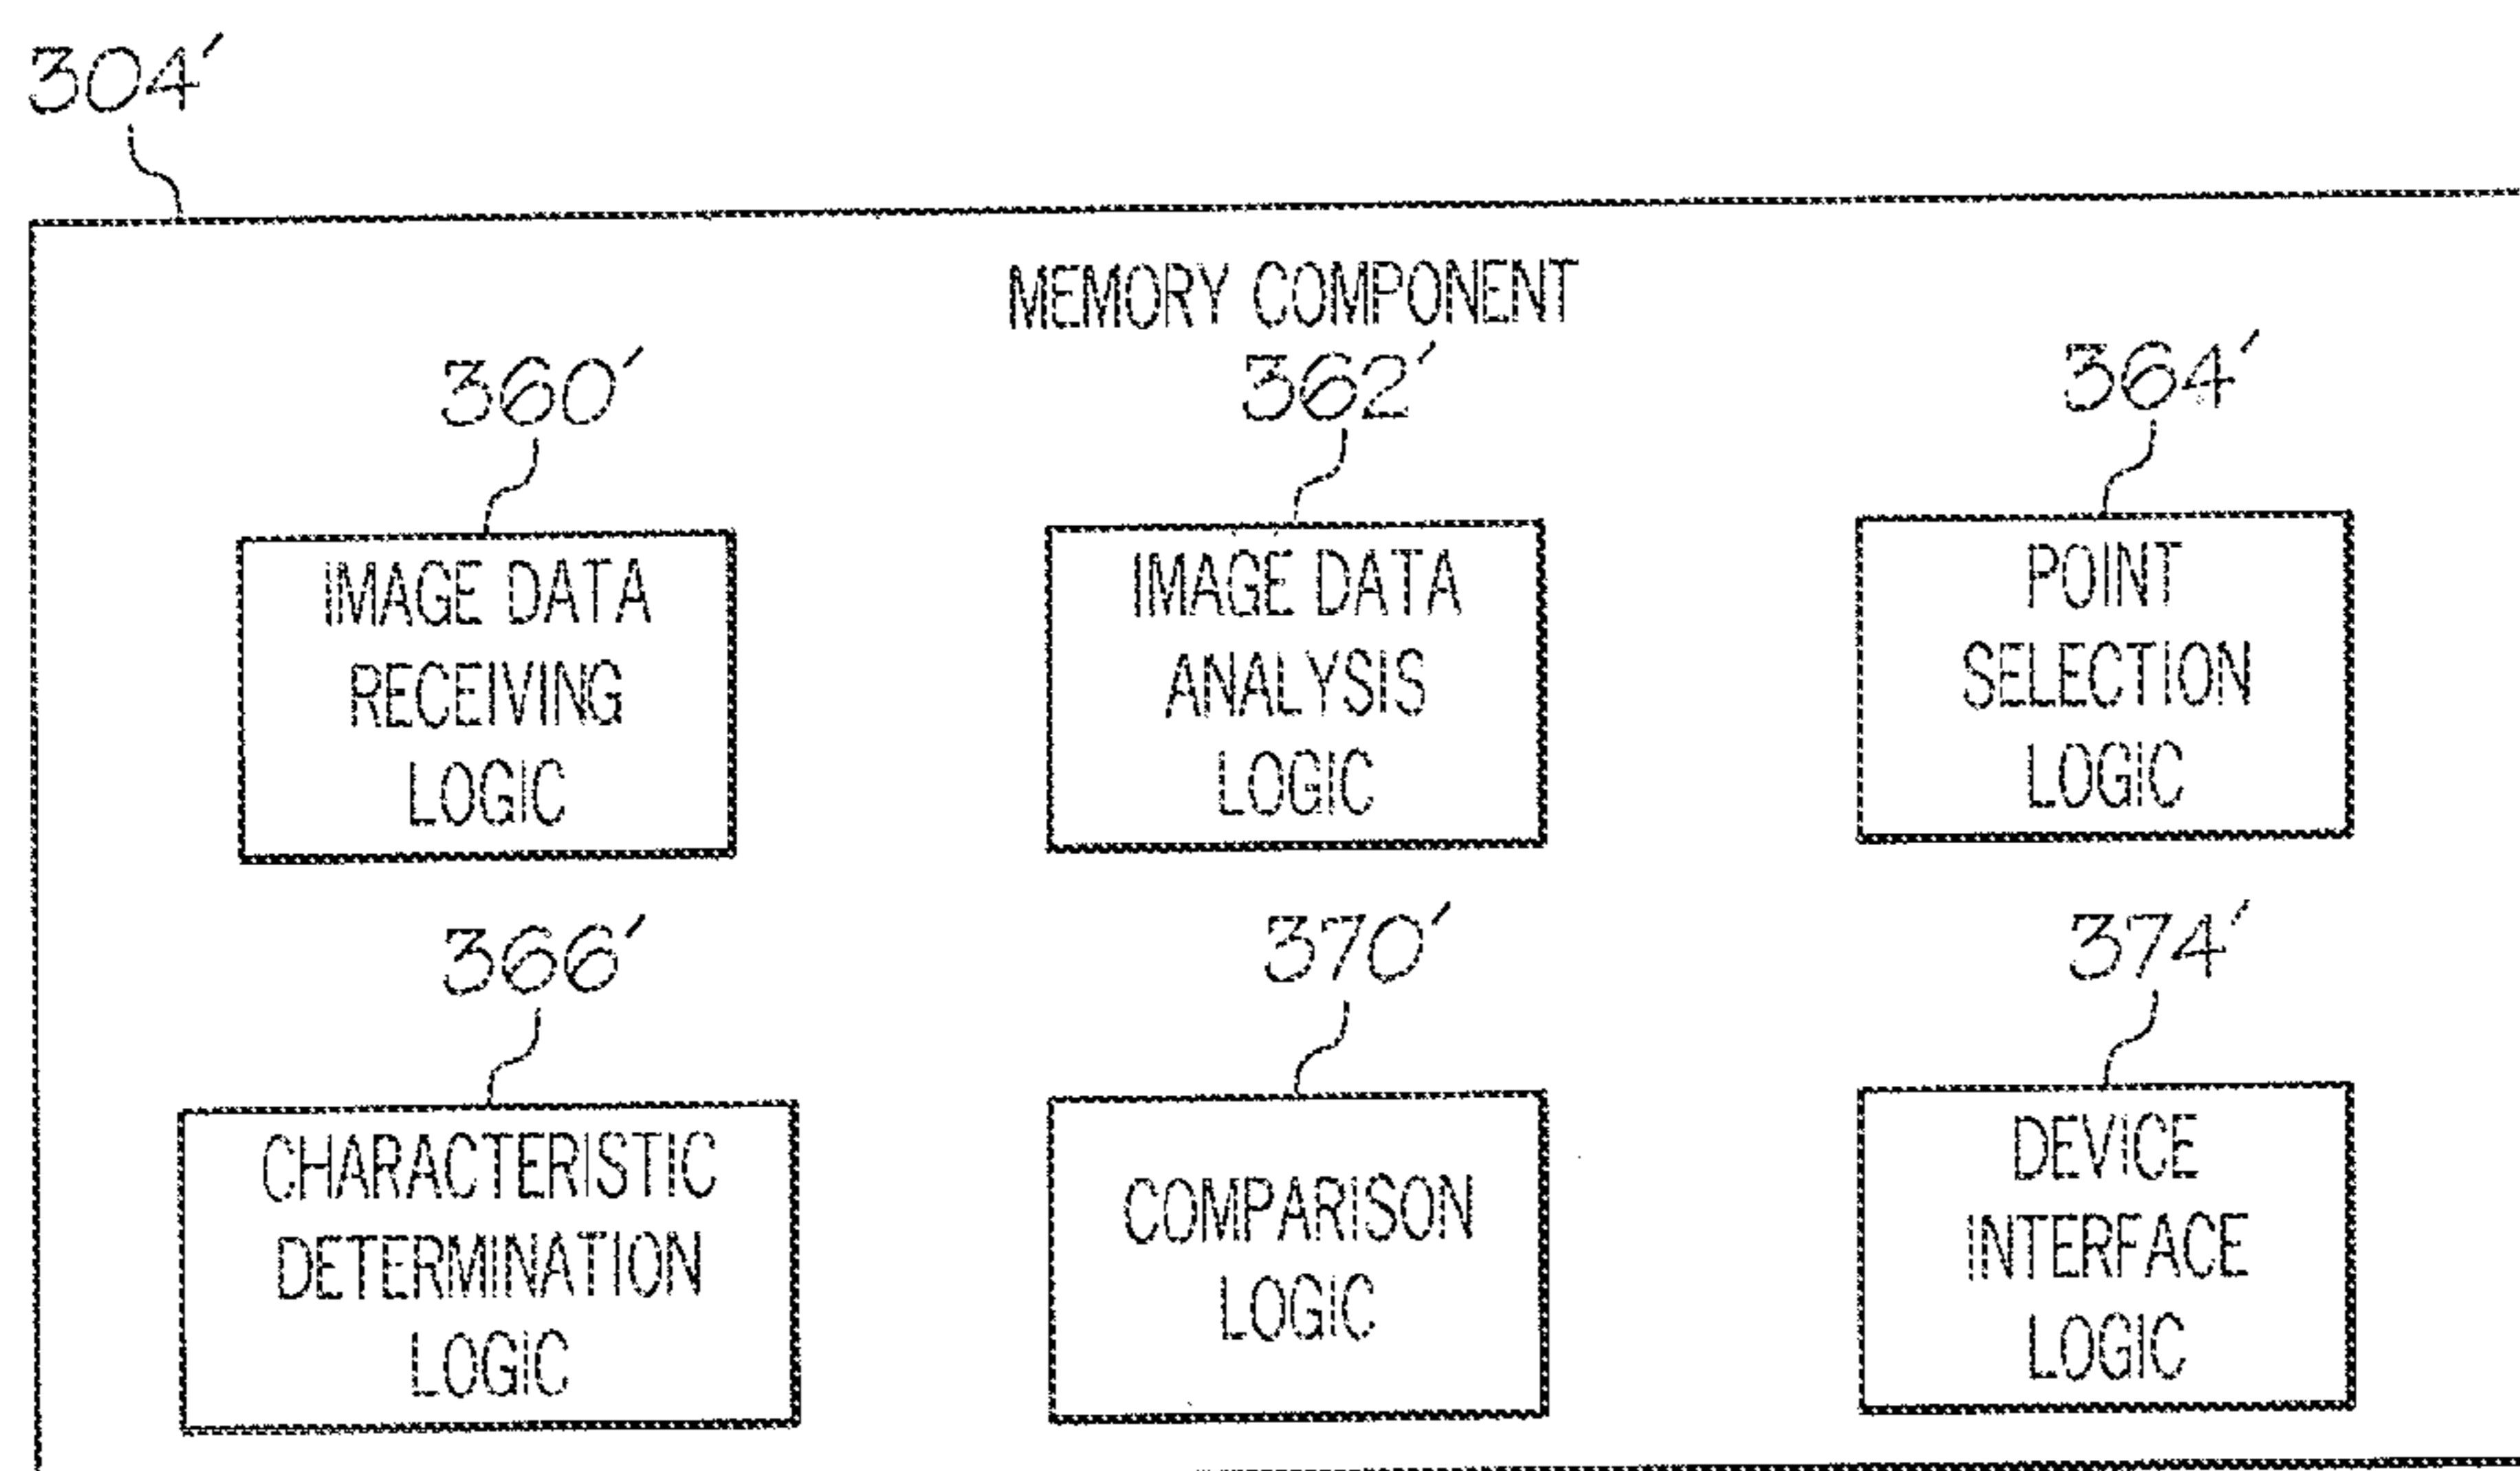 304′
MEMORY COMPONENT
360′
362′
364′
IMAGE DATA
RECEIVING
LOGIC
IMAGE DATA
ANALYSIS
LOGIC
POINT
SELECTION
LOGIC
366′
370′
374′
CHARACTERISTIC
DETERMINATION
LOGIC
COMPARISON
LOGIC
DEVICE
INTERFACE
LOGIC